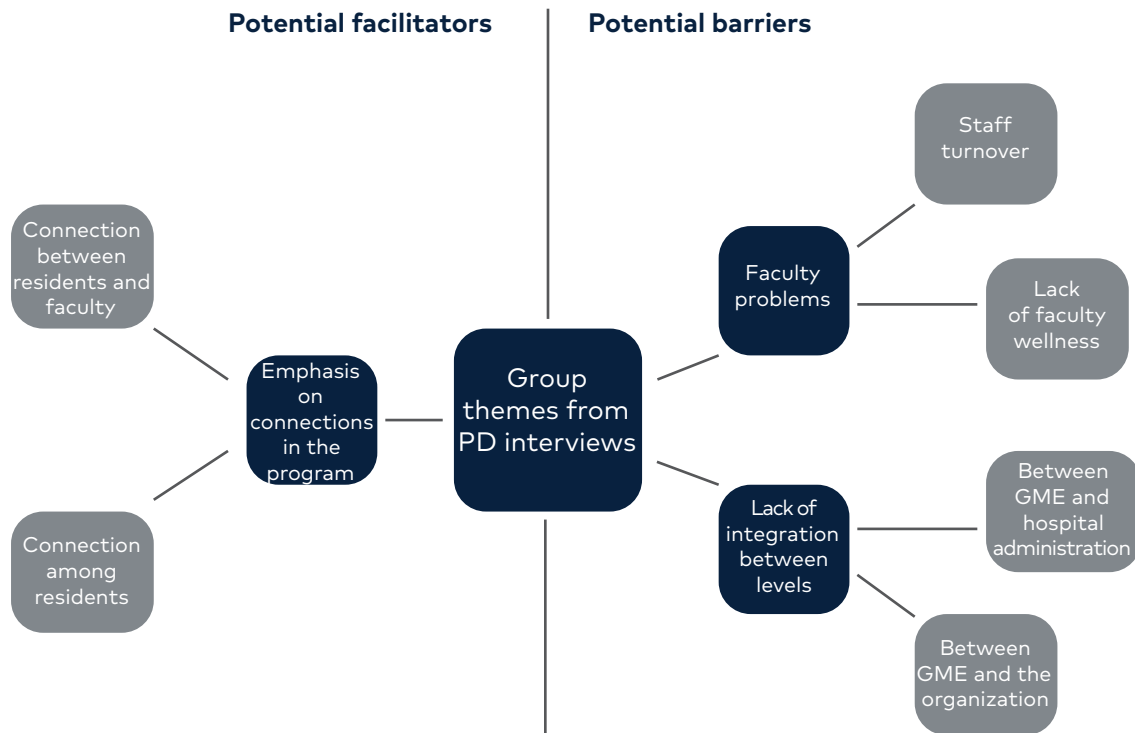 Potential facilitators
Potential barriers
Connection
between
residents and
faculty
Connection
among
residents
Emphasis
on
connections
in the
program
Group
themes from
PD interviews
Faculty
problems
Staff
turnover
Lack
of faculty
wellness
Lack of
integration
between
levels
Between
GME and
hospital
administration
Between
GME and the
organization